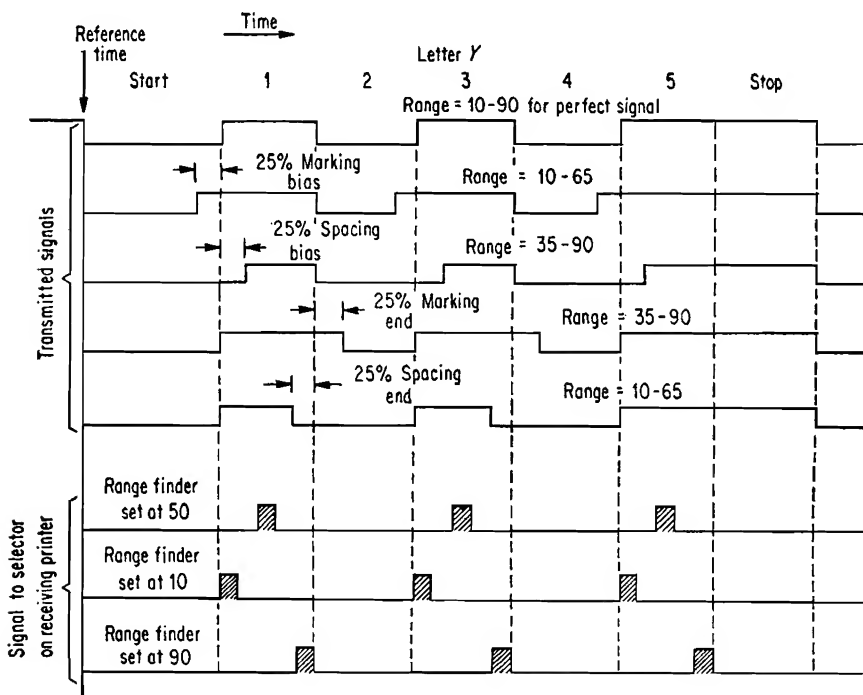 Time
Reference
time
Letter Y
Start 1 2 3 4 5 Stop
Range = 10-90 for perfect signal
25% Marking
bias
Range = 10-65
25% Spacing
bias
Range = 35-90
25% Marking
end
Range = 35-90
25% Spacing
end
Range = 10-65
Transmitted signals
Range finder
set at 50
Range finder
set at 10
Range finder
set at 90
Signal to selector
on receiving printer